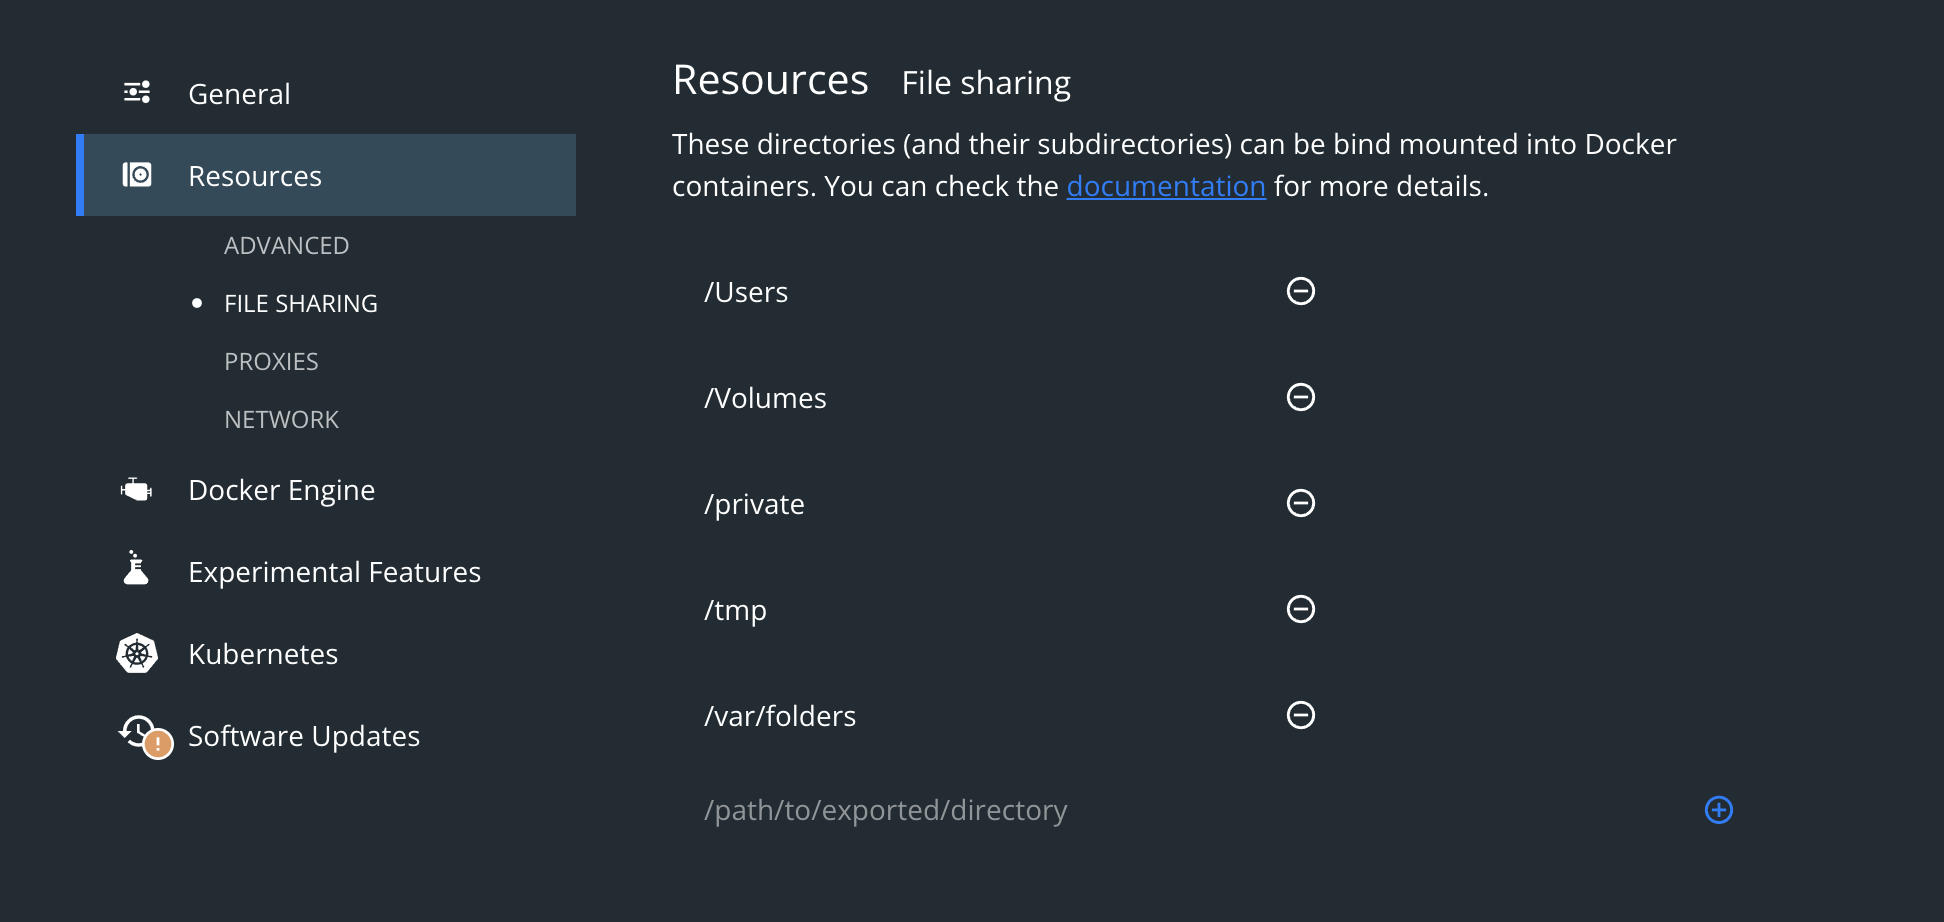 General
Resources
ADVANCED
FILE SHARING
PROXIES
NETWORK
Docker Engine
Experimental Features
Kubernetes
Software Updates
Resources File sharing
These directories (and their subdirectories) can be bind mounted into Docker
containers. You can check the documentation for more details.
/Users
/Volumes
/private
/tmp
/var/folders
/path/to/exported/directory